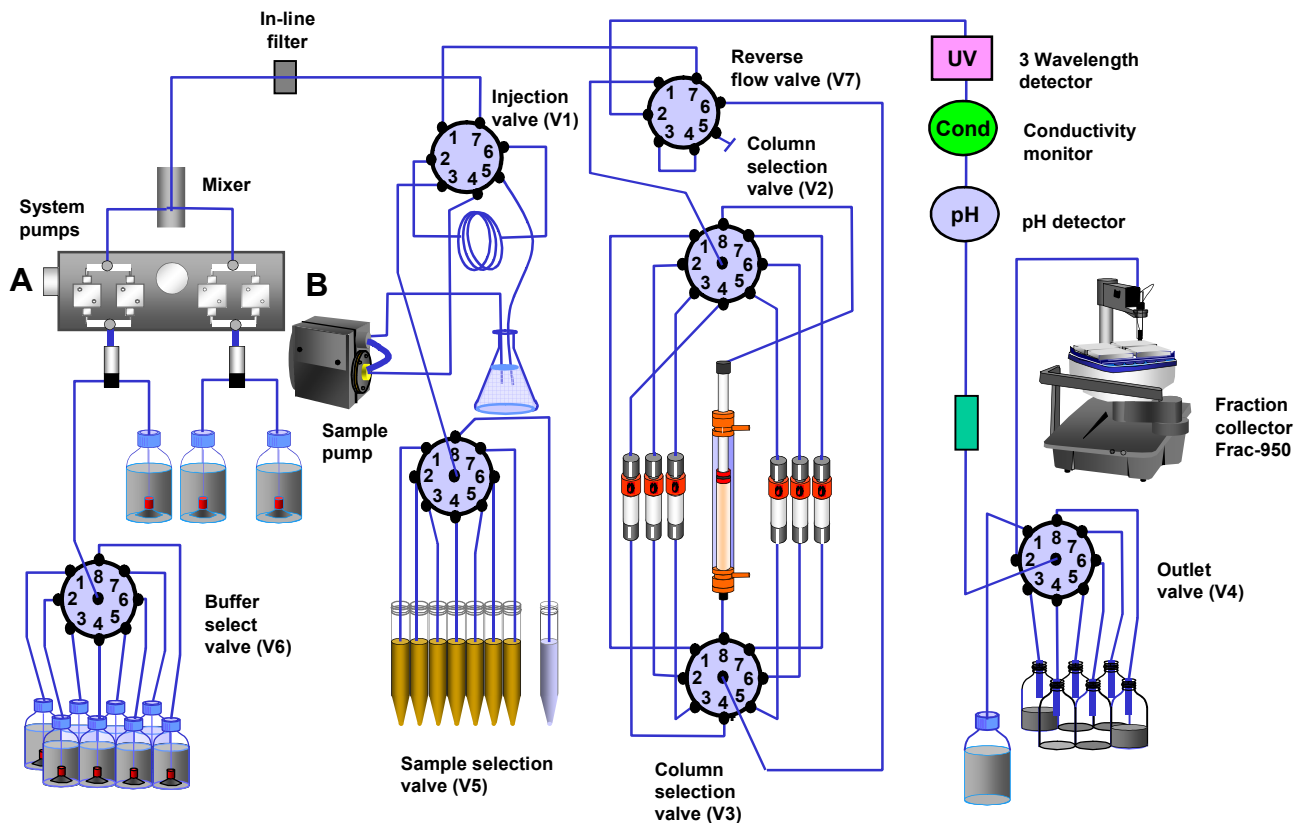 In-line
filter
Mixer
System
pumps
A
B
Injection
valve (V1)
1
2
3
4
5
6
7
Reverse
flow valve (V7)
1
2
3
4
5
6
7
UV
3 Wavelength
detector
Cond
Conductivity
monitor
pH
pH detector
Column
selection
valve (V2)
1
2
3
4
5
6
7
8
Sample
pump
Fraction
collector
Frac-950
1
2
3
4
5
6
7
8
Sample selection
valve (V5)
1
2
3
4
5
6
7
8
Buffer
select
valve (V6)
1
2
3
4
5
6
7
8
Column
selection
valve (V3)
1
2
3
4
5
6
7
8
Outlet
valve (V4)